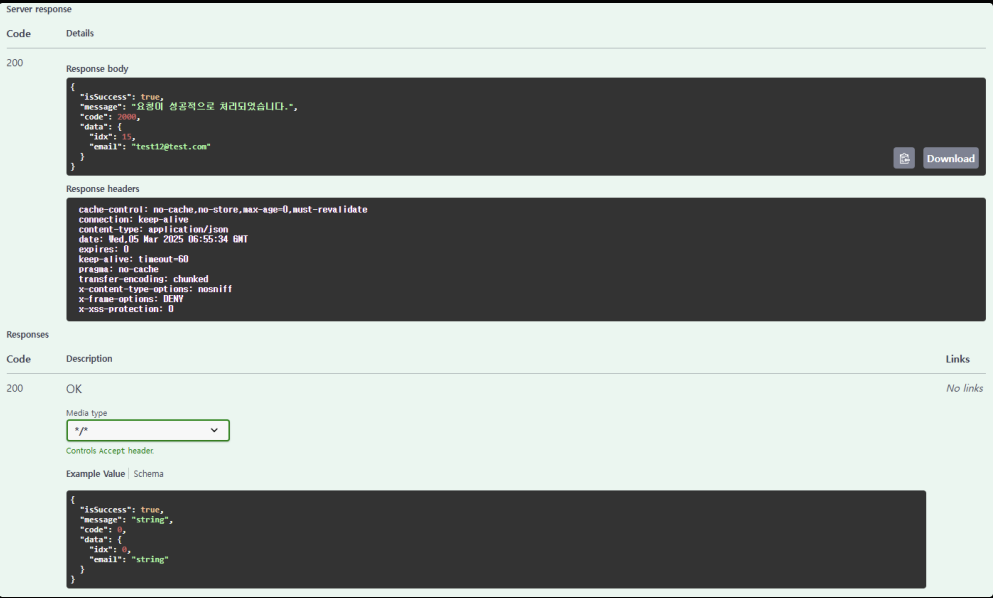 Server response
Code Details
200
Response body
{
  "isSuccess": true,
  "message": "요청이 성공적으로 처리되었습니다.",
  "code": 2000,
  "data": {
    "idx": 15,
    "email": "test12@test.com"
  }
}
Download
Response headers
cache-control: no-cache,no-store,max-age=0,must-revalidate
connection: keep-alive
content-type: application/json
date: Wed,05 Mar 2025 06:55:34 GMT
expires: 0
keep-alive: timeout=60
pragma: no-cache
transfer-encoding: chunked
x-content-type-options: nosniff
x-frame-options: DENY
x-xss-protection: 0
Responses
Code Description Links
200 OK No links
Media type
*/*
Controls Accept header.
Example Value Schema
{
  "isSuccess": true,
  "message": "string",
  "code": 0,
  "data": {
    "idx": 0,
    "email": "string"
  }
}